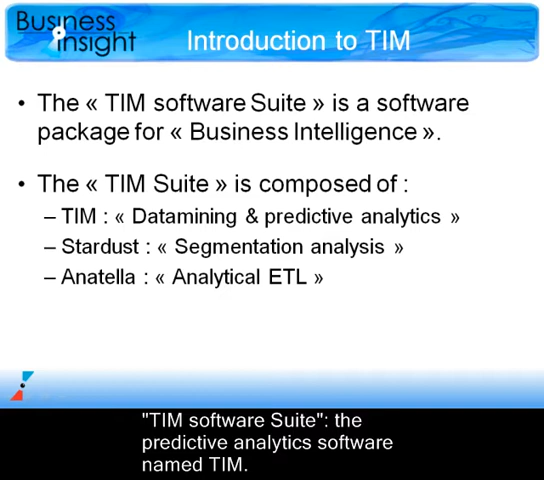 Business
insight
Introduction to TIM
• The « TIM software Suite » is a software
package for « Business Intelligence ».
• The « TIM Suite » is composed of :
– TIM : « Datamining & predictive analytics »
– Stardust : « Segmentation analysis »
– Anatella : « Analytical ETL »
"TIM software Suite": the
predictive analytics software
named TIM.